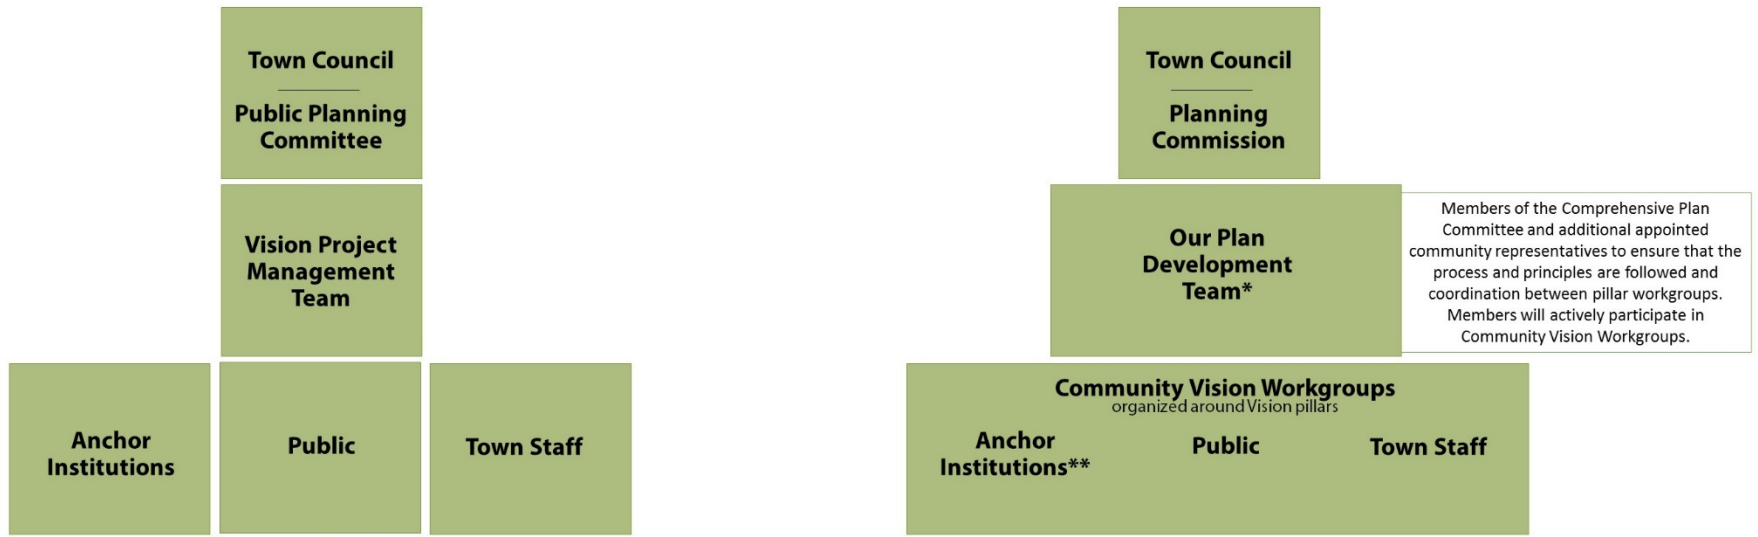 Town Council
Public Planning
Committee
Vision Project
Management
Team
Anchor
Institutions
Public
Town Staff
Town Council
Planning
Commission
Our Plan
Development
Team*
Members of the Comprehensive Plan
Committee and additional appointed
community representatives to ensure that the
process and principles are followed and
coordination between pillar workgroups.
Members will actively participate in
Community Vision Workgroups.
Community Vision Workgroups
organized around Vision pillars
Anchor
Institutions**
Public
Town Staff